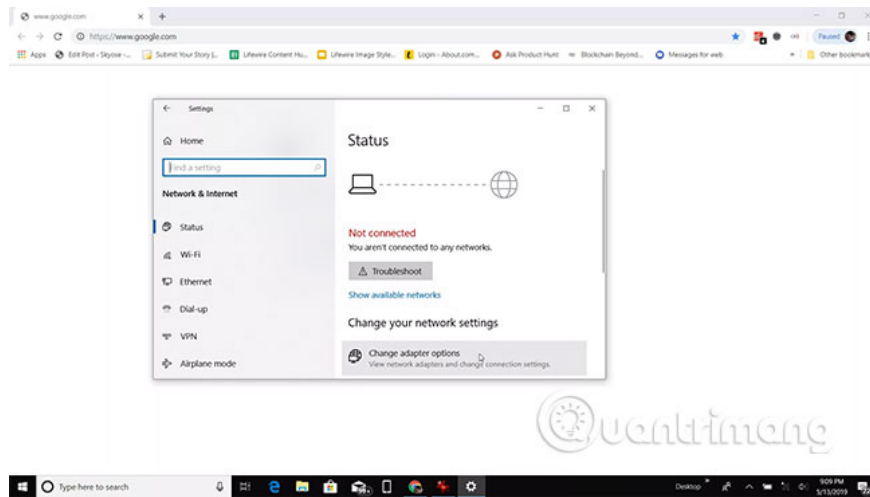 www.google.com
https://www.google.com
Paused
Apps
Edit Post - Skyose -...
Submit Your Story |...
Lifewire Content Hu...
Lifewire Image Style...
Login - About.com...
Ask Product Hunt
Blockchain Beyond...
Messages for web
Other bookmark
Settings
Home
Find a setting
Network & Internet
Status
Wi-Fi
Ethernet
Dial-up
VPN
Airplane mode
Status
Not connected
You aren't connected to any networks.
Troubleshoot
Show available networks
Change your network settings
Change adapter options
View network adapters and change connection settings.
Quantrimang
Type here to search
99+
Desktop
9:09 PM
5/13/2019